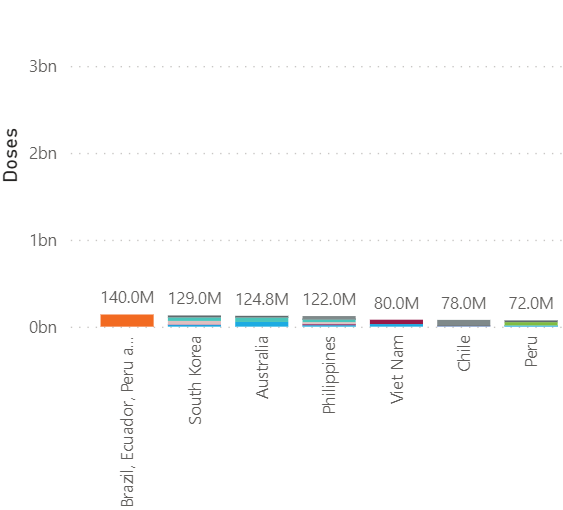 3bn
2bn
1bn
0bn
Doses
140.0M
129.0M
124.8M
122.0M
80.0M
78.0M
72.0M
Brazil, Ecuador, Peru a...
South Korea
Australia
Philippines
Viet Nam
Chile
Peru